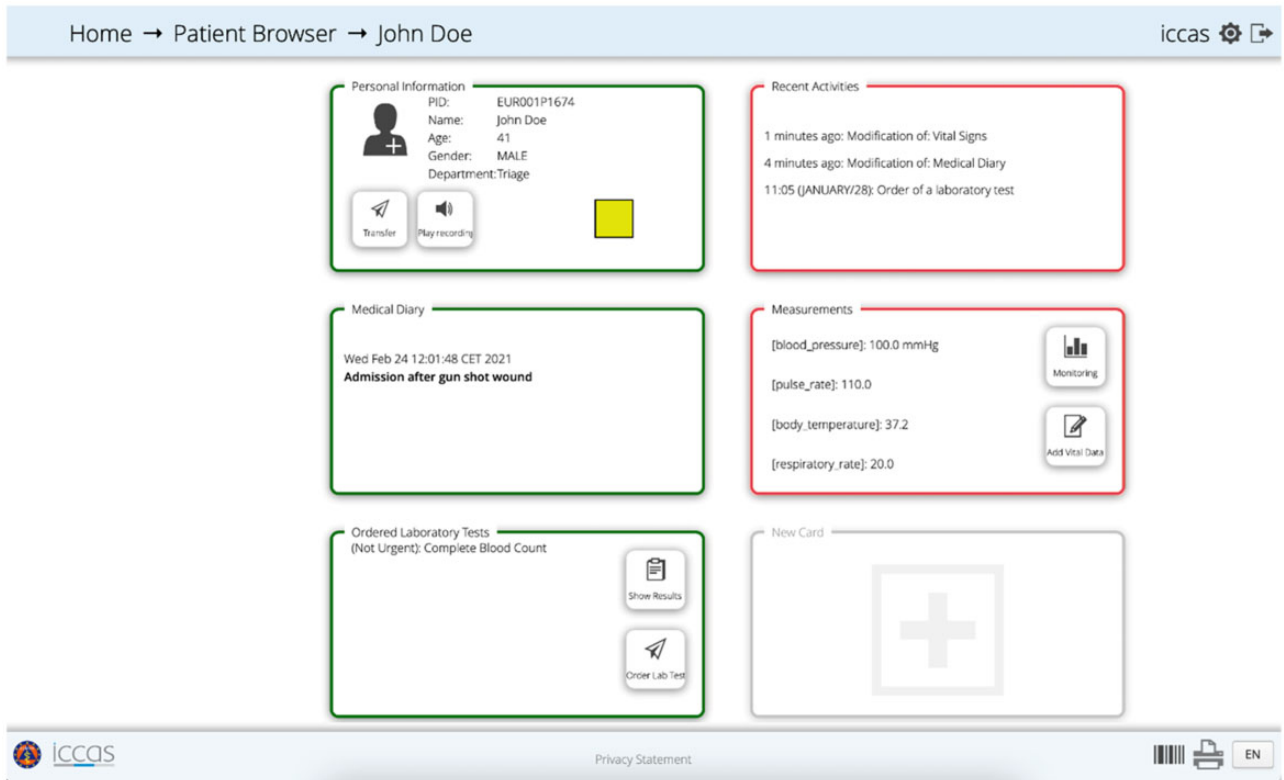 Home → Patient Browser → John Doe
iccas
Personal Information
PID: EUR001P1674
Name: John Doe
Age: 41
Gender: MALE
Department: Triage
Transfer
Play recording
Recent Activities
1 minutes ago: Modification of: Vital Signs
4 minutes ago: Modification of: Medical Diary
11:05 (JANUARY/28): Order of a laboratory test
Medical Diary
Wed Feb 24 12:01:48 CET 2021
Admission after gun shot wound
Measurements
[blood_pressure]: 100.0 mmHg
[pulse_rate]: 110.0
[body_temperature]: 37.2
[respiratory_rate]: 20.0
Monitoring
Add Vital Data
Ordered Laboratory Tests
(Not Urgent): Complete Blood Count
Show Results
Order Lab Test
New Card
iccas
Privacy Statement
EN